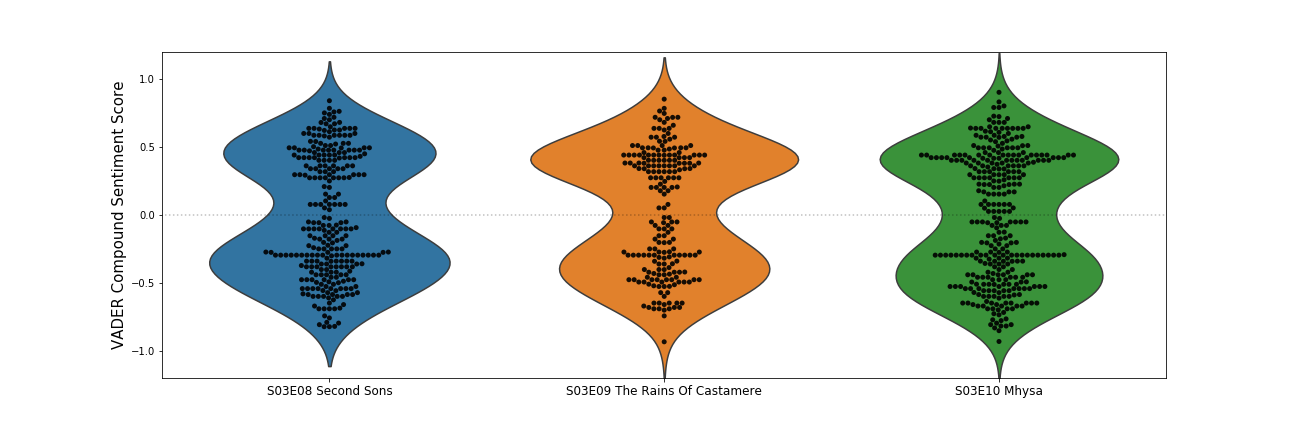 VADER Compound Sentiment Score
1.0
0.5
0.0
−0.5
−1.0
S03E08 Second Sons
S03E09 The Rains Of Castamere
S03E10 Mhysa